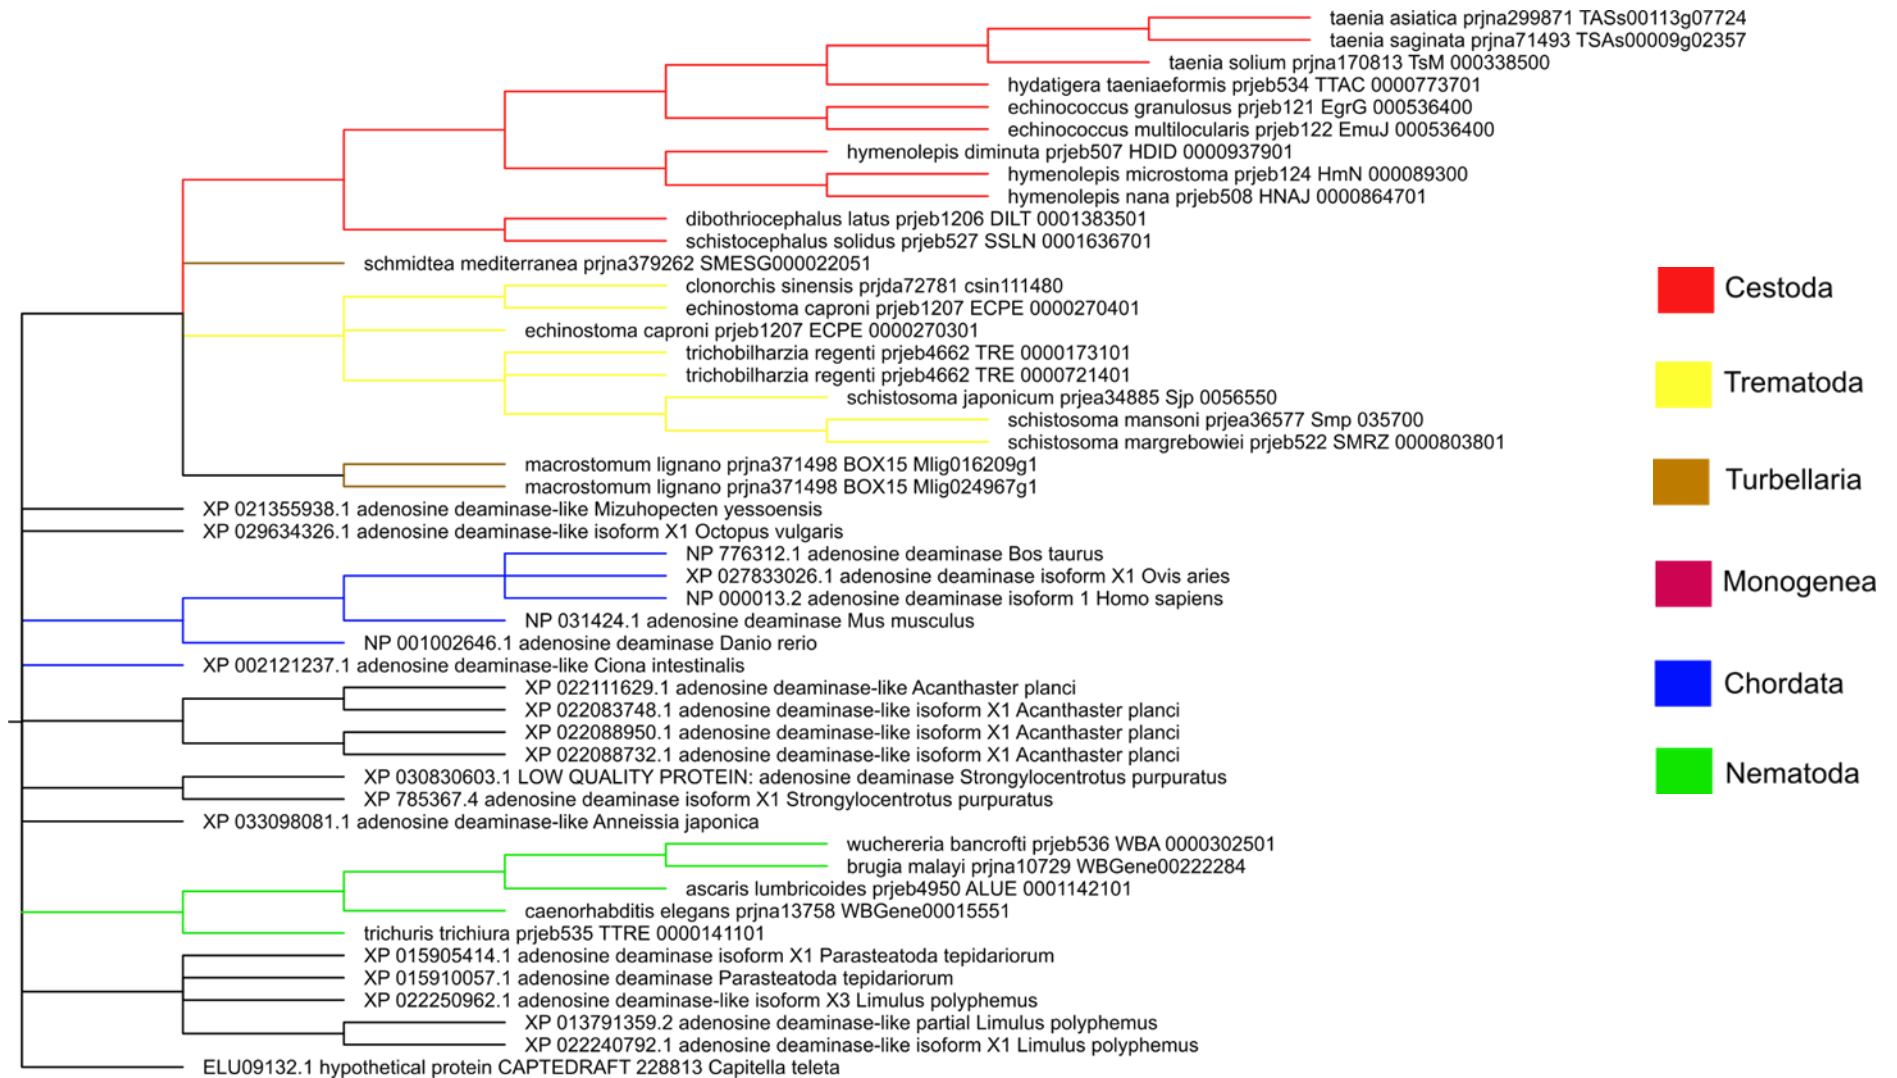 taenia asiatica prjna299871 TASs00113g07724
taenia saginata prjna71493 TSAs00009g02357
taenia solium prjna170813 TsM 000338500
hydatigera taeniaeformis prjeb534 TTAC 0000773701
echinococcus granulosus prjeb121 EgrG 000536400
echinococcus multilocularis prjeb122 EmuJ 000536400
hymenolepis diminuta prjeb507 HDID 0000937901
hymenolepis microstoma prjeb124 HmN 000089300
hymenolepis nana prjeb508 HNAJ 0000864701
dibothriocephalus latus prjeb1206 DILT 0001383501
schistocephalus solidus prjeb527 SSLN 0001636701
schmidtea mediterranea prjna379262 SMESG000022051
clonorchis sinensis prjda72781 csin111480
echinostoma caproni prjeb1207 ECPE 0000270401
echinostoma caproni prjeb1207 ECPE 0000270301
trichobilharzia regenti prjeb4662 TRE 0000173101
trichobilharzia regenti prjeb4662 TRE 0000721401
schistosoma japonicum prjea34885 Sjp 0056550
schistosoma mansoni prjea36577 Smp 035700
schistosoma margrebowiei prjeb522 SMRZ 0000803801
macrostomum lignano prjna371498 BOX15 Mlig016209g1
macrostomum lignano prjna371498 BOX15 Mlig024967g1
XP 021355938.1 adenosine deaminase-like Mizuhopecten yessoensis
XP 029634326.1 adenosine deaminase-like isoform X1 Octopus vulgaris
NP 776312.1 adenosine deaminase Bos taurus
XP 027833026.1 adenosine deaminase isoform X1 Ovis aries
NP 000013.2 adenosine deaminase isoform 1 Homo sapiens
NP 031424.1 adenosine deaminase Mus musculus
NP 001002646.1 adenosine deaminase Danio rerio
XP 002121237.1 adenosine deaminase-like Ciona intestinalis
XP 022111629.1 adenosine deaminase-like Acanthaster planci
XP 022083748.1 adenosine deaminase-like isoform X1 Acanthaster planci
XP 022088950.1 adenosine deaminase-like isoform X1 Acanthaster planci
XP 022088732.1 adenosine deaminase-like isoform X1 Acanthaster planci
XP 030830603.1 LOW QUALITY PROTEIN: adenosine deaminase Strongylocentrotus purpuratus
XP 785367.4 adenosine deaminase isoform X1 Strongylocentrotus purpuratus
XP 033098081.1 adenosine deaminase-like Anneissia japonica
wuchereria bancrofti prjeb536 WBA 0000302501
brugia malayi prjna10729 WBGene00222284
ascaris lumbricoides prjeb4950 ALUE 0001142101
caenorhabditis elegans prjna13758 WBGene00015551
trichuris trichiura prjeb535 TTRE 0000141101
XP 015905414.1 adenosine deaminase isoform X1 Parasteatoda tepidariorum
XP 015910057.1 adenosine deaminase Parasteatoda tepidariorum
XP 022250962.1 adenosine deaminase-like isoform X3 Limulus polyphemus
XP 013791359.2 adenosine deaminase-like partial Limulus polyphemus
XP 022240792.1 adenosine deaminase-like isoform X1 Limulus polyphemus
ELU09132.1 hypothetical protein CAPTEDRAFT 228813 Capitella teleta
Cestoda
Trematoda
Turbellaria
Monogenea
Chordata
Nematoda